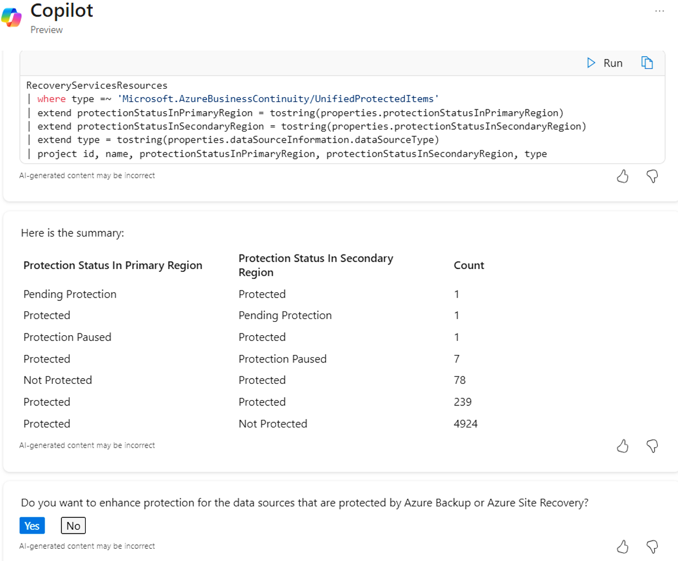 Copilot
...
Preview
Run
RecoveryServicesResources
| where type =~ 'Microsoft.AzureBusinessContinuity/UnifiedProtectedItems'
| extend protectionStatusInPrimaryRegion = tostring(properties.protectionStatusInPrimaryRegion)
| extend protectionStatusInSecondaryRegion = tostring(properties.protectionStatusInSecondaryRegion)
| extend type = tostring(properties.dataSourceInformation.dataSourceType)
| project id, name, protectionStatusInPrimaryRegion, protectionStatusInSecondaryRegion, type
AI-generated content may be incorrect
Here is the summary:
Protection Status In Primary Region Protection Status In Secondary Region Count
Pending Protection Protected 1
Protected Pending Protection 1
Protection Paused Protected 1
Protected Protection Paused 7
Not Protected Protected 78
Protected Protected 239
Protected Not Protected 4924
AI-generated content may be incorrect
Do you want to enhance protection for the data sources that are protected by Azure Backup or Azure Site Recovery?
Yes No
AI-generated content may be incorrect